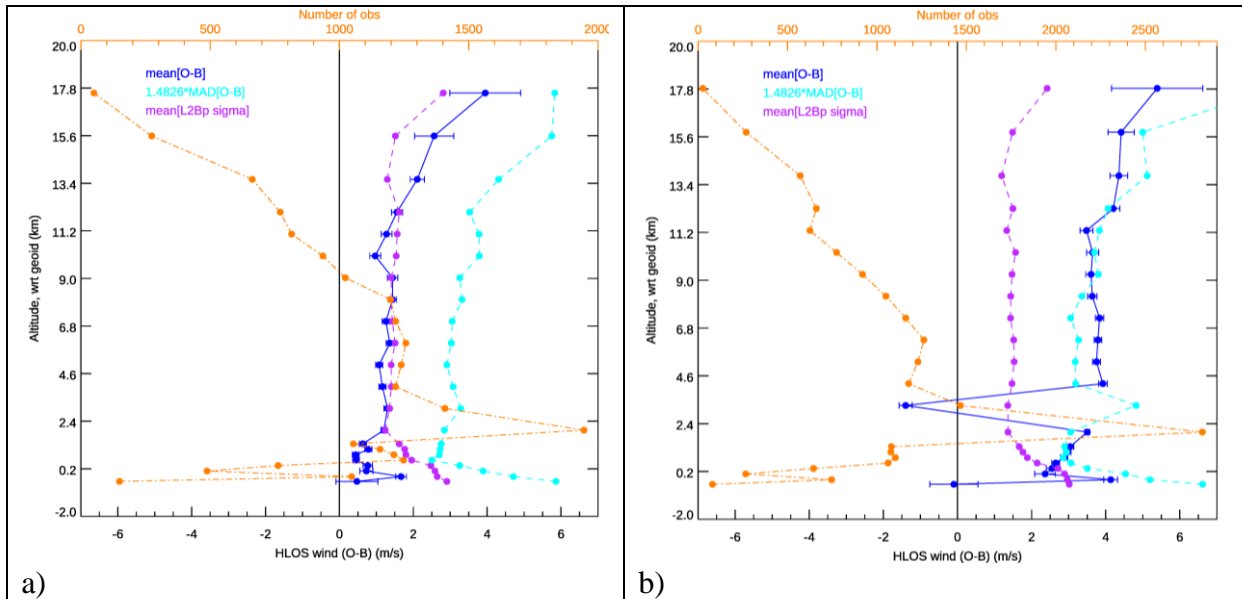 Number of obs
0 500 1000 1500 2000
20.0
mean[O-B]
1.4826*MAD[O-B]
mean[L2Bp sigma]
17.8
15.6
13.4
11.2
9.0
6.8
4.6
2.4
0.2
-2.0
Altitude, wrt geoid (km)
-6 -4 -2 0 2 4 6
HLOS wind (O-B) (m/s)
a)
Number of obs
0 500 1000 1500 2000 2500
20.0
mean[O-B]
1.4826*MAD[O-B]
mean[L2Bp sigma]
17.8
15.6
13.4
11.2
9.0
6.8
4.6
2.4
0.2
-2.0
Altitude, wrt geoid (km)
-6 -4 -2 0 2 4 6
HLOS wind (O-B) (m/s)
b)